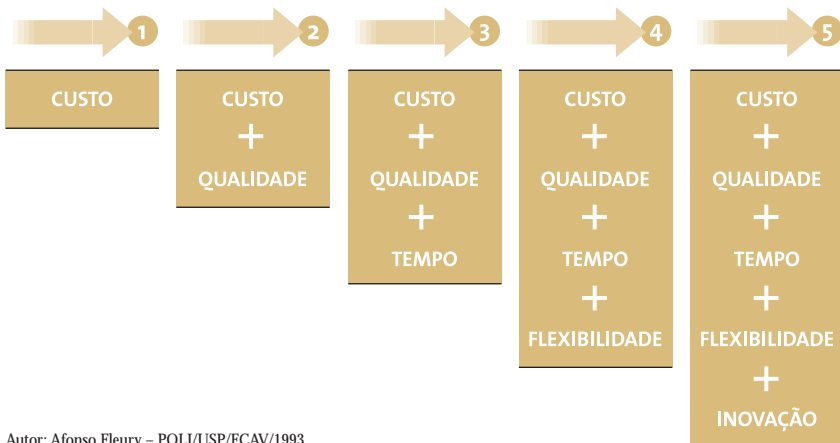 1
CUSTO
2
CUSTO
+
QUALIDADE
3
CUSTO
+
QUALIDADE
+
TEMPO
4
CUSTO
+
QUALIDADE
+
TEMPO
+
FLEXIBILIDADE
5
CUSTO
+
QUALIDADE
+
TEMPO
+
FLEXIBILIDADE
+
INOVAÇÃO
Autor: Afonso Fleury – POLI/USP/FCAV/1993